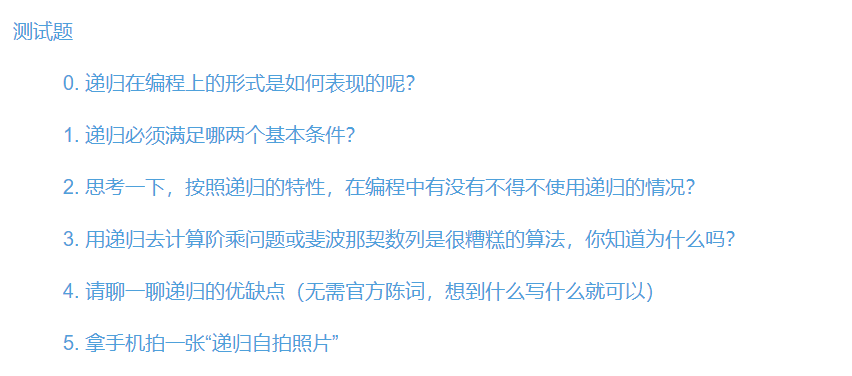 测试题
0. 递归在编程上的形式是如何表现的呢？
1. 递归必须满足哪两个基本条件？
2. 思考一下，按照递归的特性，在编程中有没有不得不使用递归的情况？
3. 用递归去计算阶乘问题或斐波那契数列是很糟糕的算法，你知道为什么吗？
4. 请聊一聊递归的优缺点（无需官方陈词，想到什么写什么就可以）
5. 拿手机拍一张“递归自拍照片”